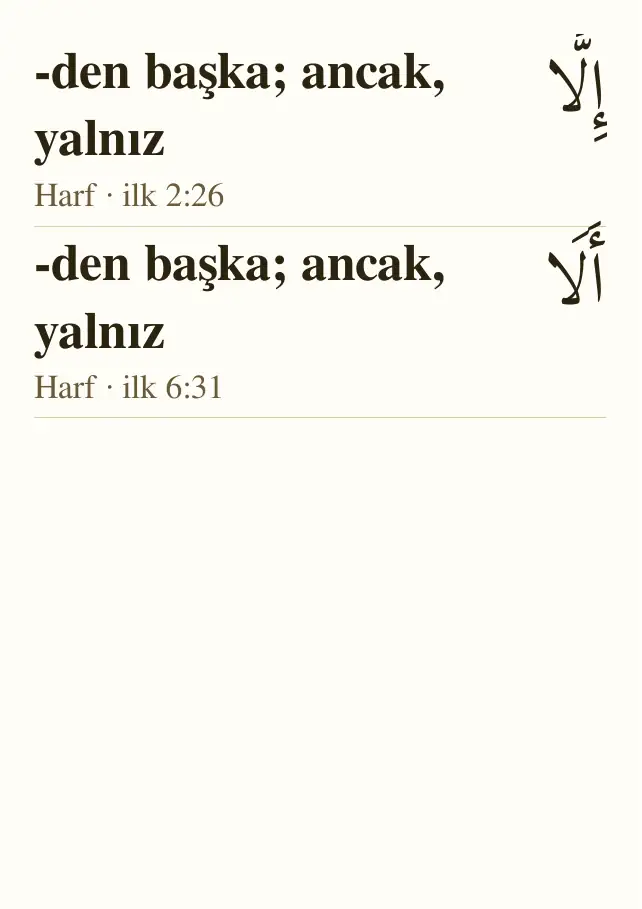 -den başka; ancak, إِلَّا
yalnız
Harf · ilk 2:26
-den başka; ancak, أَلَا
yalnız
Harf · ilk 6:31